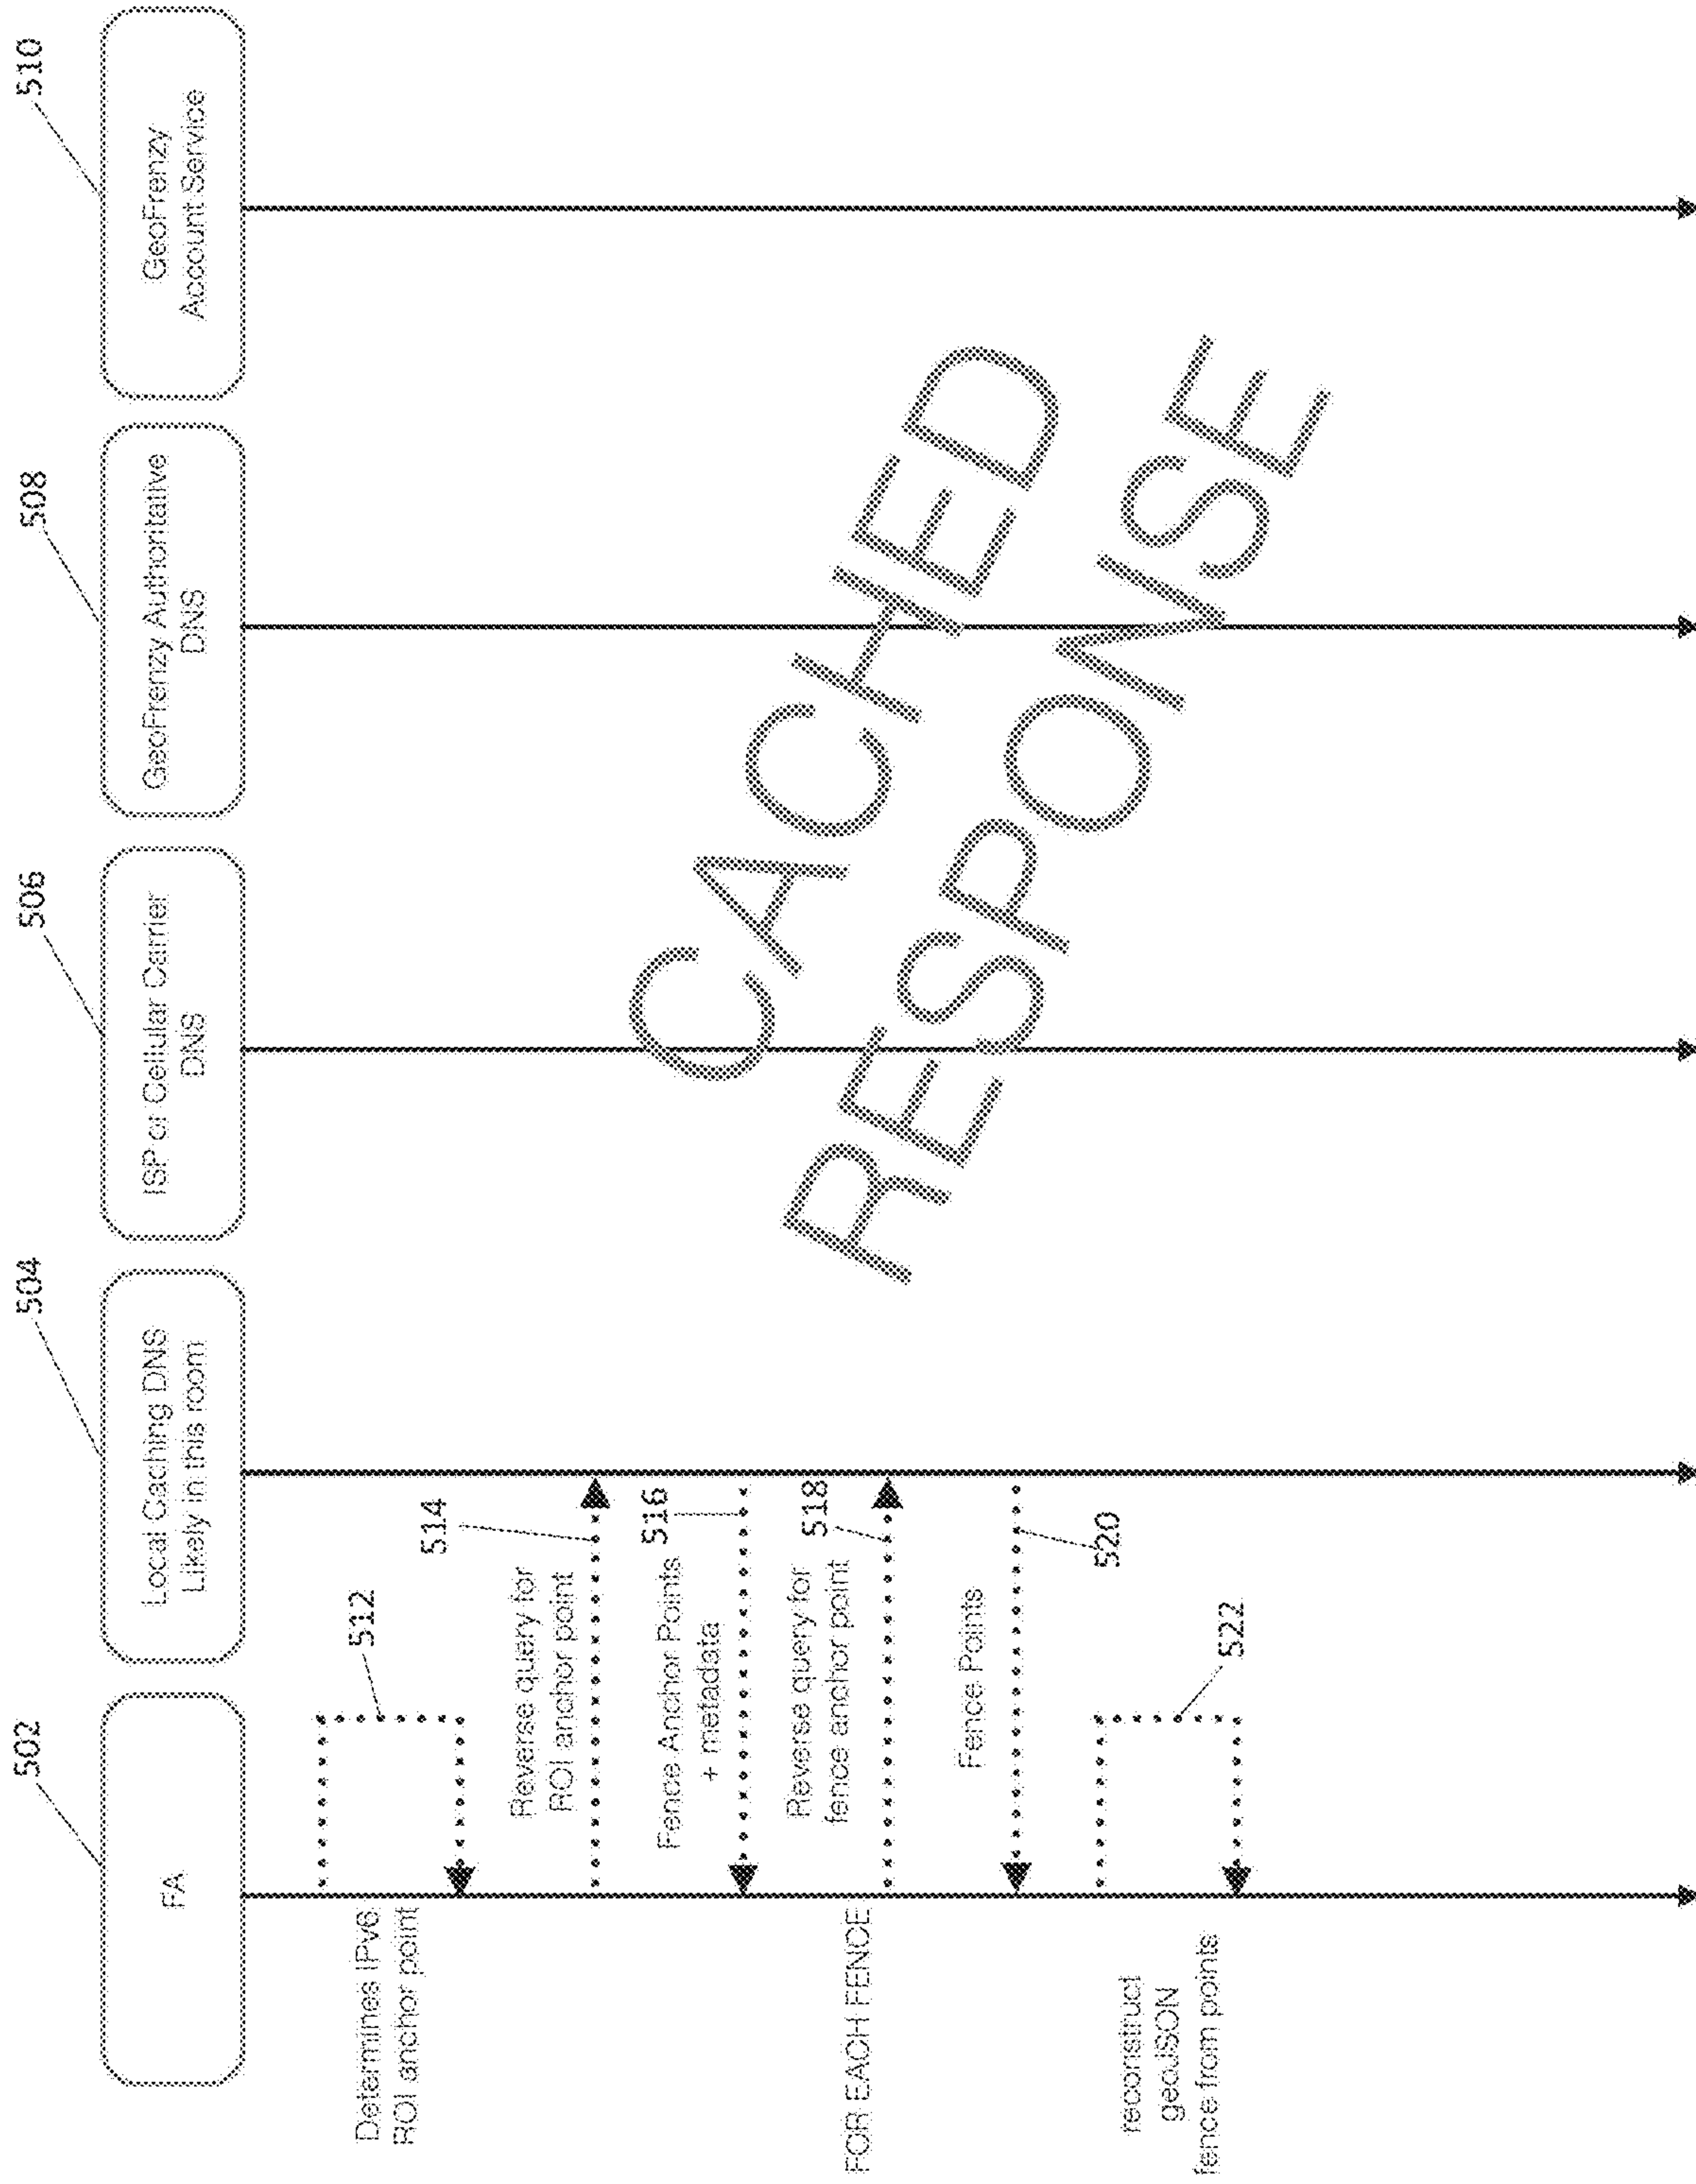 502
504
506
508
510
FA
Local Caching DNS
Likely in this room
ISP or Cellular Carrier
DNS
GeoFrenzy Authoritative
DNS
GeoFrenzy
Account Service
Determines IPv6
ROI anchor point
512
Reverse query for
ROI anchor point
514
Fence Anchor Points
+ metadata
516
FOR EACH FENCE
Reverse query for
fence anchor point
518
Fence Points
520
reconstruct
geoJSON
fence from points
522
CACHED
RESPONSE